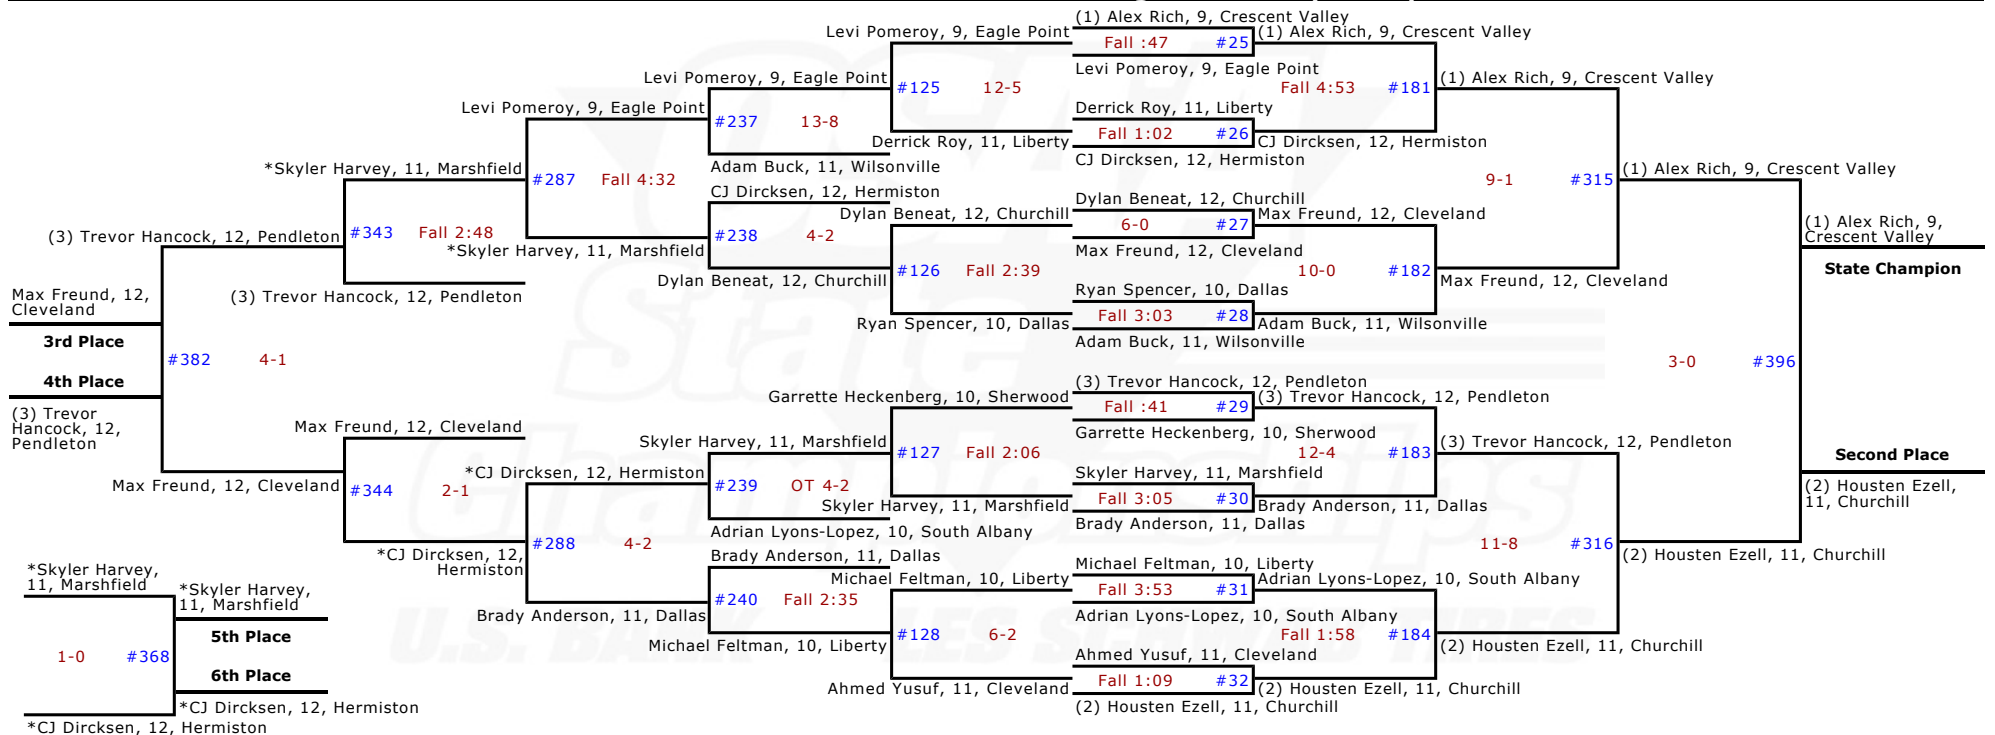 (1) Alex Rich, 9, Crescent Valley
Levi Pomeroy, 9, Eagle Point
(1) Alex Rich, 9, Crescent Valley
Fall :47 #25
Levi Pomeroy, 9, Eagle Point
Levi Pomeroy, 9, Eagle Point
(1) Alex Rich, 9, Crescent Valley
#125 12-5
Fall 4:53 #181
Levi Pomeroy, 9, Eagle Point
Derrick Roy, 11, Liberty
#237 13-8
Fall 1:02 #26
Derrick Roy, 11, Liberty
CJ Dircksen, 12, Hermiston
CJ Dircksen, 12, Hermiston
*Skyler Harvey, 11, Marshfield
Adam Buck, 11, Wilsonville
(1) Alex Rich, 9, Crescent Valley
#287 Fall 4:32
9-1 #315
CJ Dircksen, 12, Hermiston
Dylan Beneat, 12, Churchill
Dylan Beneat, 12, Churchill
Max Freund, 12, Cleveland
6-0 #27
(1) Alex Rich, 9,
Crescent Valley
(3) Trevor Hancock, 12, Pendleton
#343 Fall 2:48
#238 4-2
*Skyler Harvey, 11, Marshfield
Max Freund, 12, Cleveland
State Champion
#126 Fall 2:39
10-0 #182
Dylan Beneat, 12, Churchill
Max Freund, 12, Cleveland
Max Freund, 12,
Cleveland
(3) Trevor Hancock, 12, Pendleton
Ryan Spencer, 10, Dallas
Fall 3:03 #28
Ryan Spencer, 10, Dallas
Adam Buck, 11, Wilsonville
3rd Place
Adam Buck, 11, Wilsonville
#382 4-1
3-0 #396
4th Place
(3) Trevor Hancock, 12, Pendleton
Garrette Heckenberg, 10, Sherwood
(3) Trevor Hancock, 12, Pendleton
Fall :41 #29
(3) Trevor
Hancock, 12,
Pendleton
Max Freund, 12, Cleveland
Garrette Heckenberg, 10, Sherwood
Skyler Harvey, 11, Marshfield
(3) Trevor Hancock, 12, Pendleton
#127 Fall 2:06
12-4 #183
Second Place
*CJ Dircksen, 12, Hermiston
Skyler Harvey, 11, Marshfield
Max Freund, 12, Cleveland
#344 2-1
#239 OT 4-2
Fall 3:05 #30
(2) Housten Ezell,
11, Churchill
Skyler Harvey, 11, Marshfield
Brady Anderson, 11, Dallas
Brady Anderson, 11, Dallas
Adrian Lyons-Lopez, 10, South Albany
#288 4-2
11-8 #316
*CJ Dircksen, 12,
Hermiston
Brady Anderson, 11, Dallas
(2) Housten Ezell, 11, Churchill
Michael Feltman, 10, Liberty
*Skyler Harvey,
11, Marshfield
Michael Feltman, 10, Liberty
Adrian Lyons-Lopez, 10, South Albany
*Skyler Harvey,
11, Marshfield
#240 Fall 2:35
Fall 3:53 #31
Brady Anderson, 11, Dallas
Adrian Lyons-Lopez, 10, South Albany
5th Place
#128 6-2
Fall 1:58 #184
Michael Feltman, 10, Liberty
(2) Housten Ezell, 11, Churchill
1-0 #368
Ahmed Yusuf, 11, Cleveland
6th Place
Fall 1:09 #32
Ahmed Yusuf, 11, Cleveland
(2) Housten Ezell, 11, Churchill
*CJ Dircksen, 12, Hermiston
(2) Housten Ezell, 11, Churchill
*CJ Dircksen, 12, Hermiston
OSAA
State
Championships
U.S. BANK LES SCHWAB TIRES